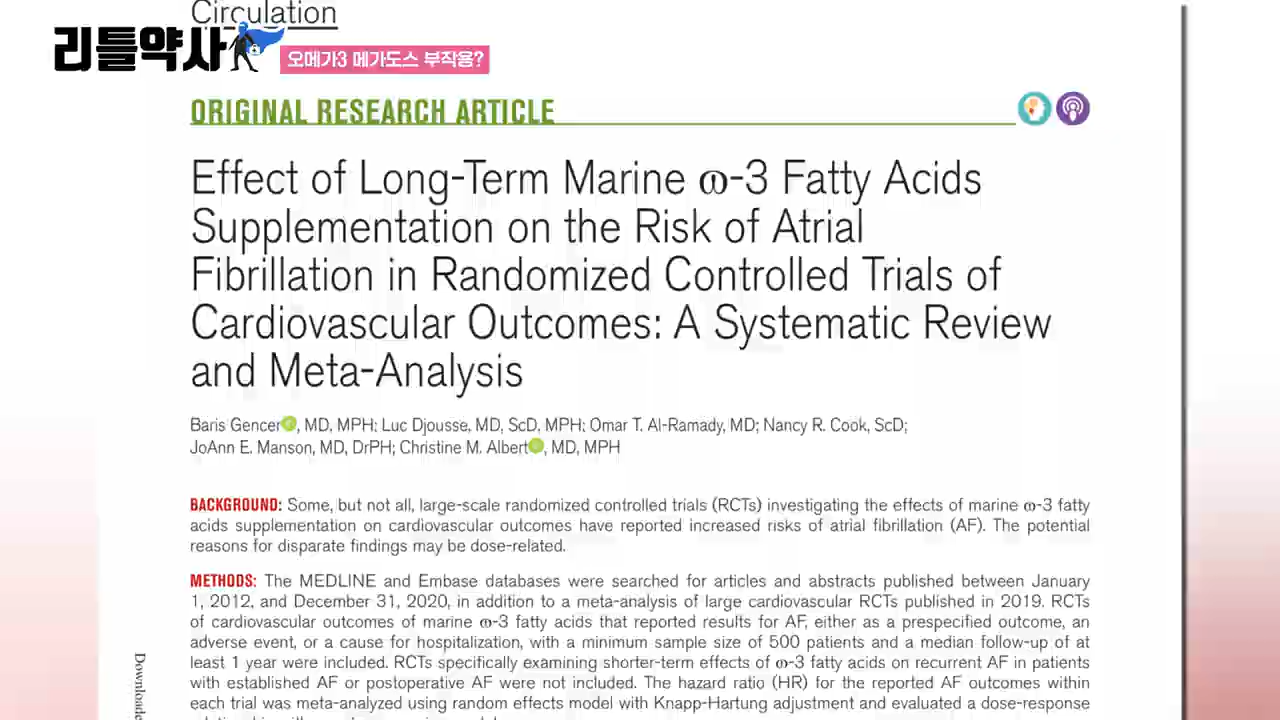 Circulation
리틀약사
오메가3 메가도스 부작용?
ORIGINAL RESEARCH ARTICLE
Effect of Long-Term Marine ω-3 Fatty Acids
Supplementation on the Risk of Atrial
Fibrillation in Randomized Controlled Trials of
Cardiovascular Outcomes: A Systematic Review
and Meta-Analysis
Baris Gencer, MD, MPH; Luc Djousse, MD, ScD, MPH; Omar T. Al-Ramady, MD; Nancy R. Cook, ScD;
JoAnn E. Manson, MD, DrPH; Christine M. Albert, MD, MPH
BACKGROUND: Some, but not all, large-scale randomized controlled trials (RCTs) investigating the effects of marine ω-3 fatty
acids supplementation on cardiovascular outcomes have reported increased risks of atrial fibrillation (AF). The potential
reasons for disparate findings may be dose-related.
METHODS: The MEDLINE and Embase databases were searched for articles and abstracts published between January
1, 2012, and December 31, 2020, in addition to a meta-analysis of large cardiovascular RCTs published in 2019. RCTs
of cardiovascular outcomes of marine ω-3 fatty acids that reported results for AF, either as a prespecified outcome, an
adverse event, or a cause for hospitalization, with a minimum sample size of 500 patients and a median follow-up of at
least 1 year were included. RCTs specifically examining shorter-term effects of ω-3 fatty acids on recurrent AF in patients
with established AF or postoperative AF were not included. The hazard ratio (HR) for the reported AF outcomes within
each trial was meta-analyzed using random effects model with Knapp-Hartung adjustment and evaluated a dose-response